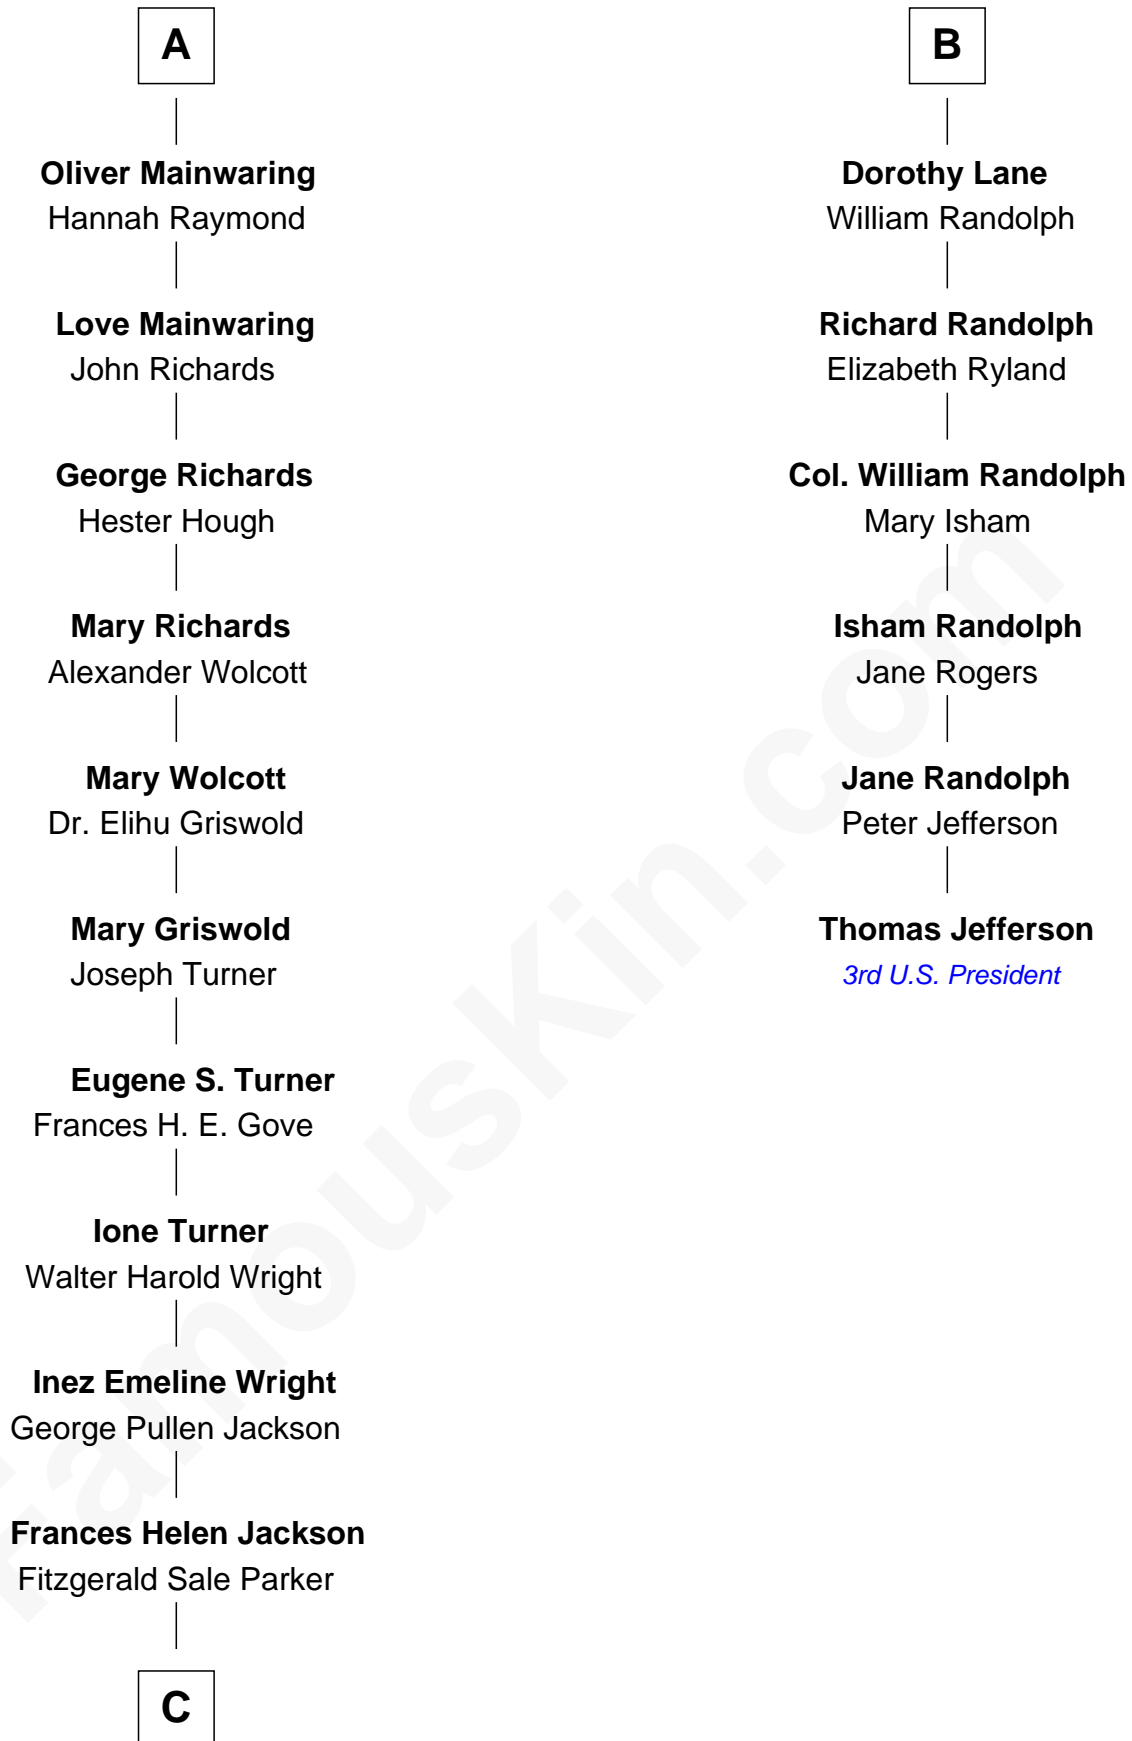 A
Oliver Mainwaring
Hannah Raymond
Love Mainwaring
John Richards
George Richards
Hester Hough
Mary Richards
Alexander Wolcott
Mary Wolcott
Dr. Elihu Griswold
Mary Griswold
Joseph Turner
Eugene S. Turner
Frances H. E. Gove
Ione Turner
Walter Harold Wright
Inez Emeline Wright
George Pullen Jackson
Frances Helen Jackson
Fitzgerald Sale Parker
C
B
Dorothy Lane
William Randolph
Richard Randolph
Elizabeth Ryland
Col. William Randolph
Mary Isham
Isham Randolph
Jane Rogers
Jane Randolph
Peter Jefferson
Thomas Jefferson
3rd U.S. President
FamousKin.com